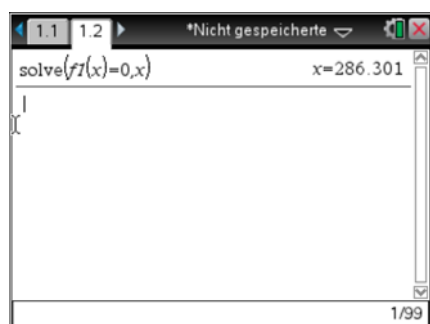 1.1 1.2 *Nicht gespeicherte
solve(f1(x)=0,x) x=286.301
1/99